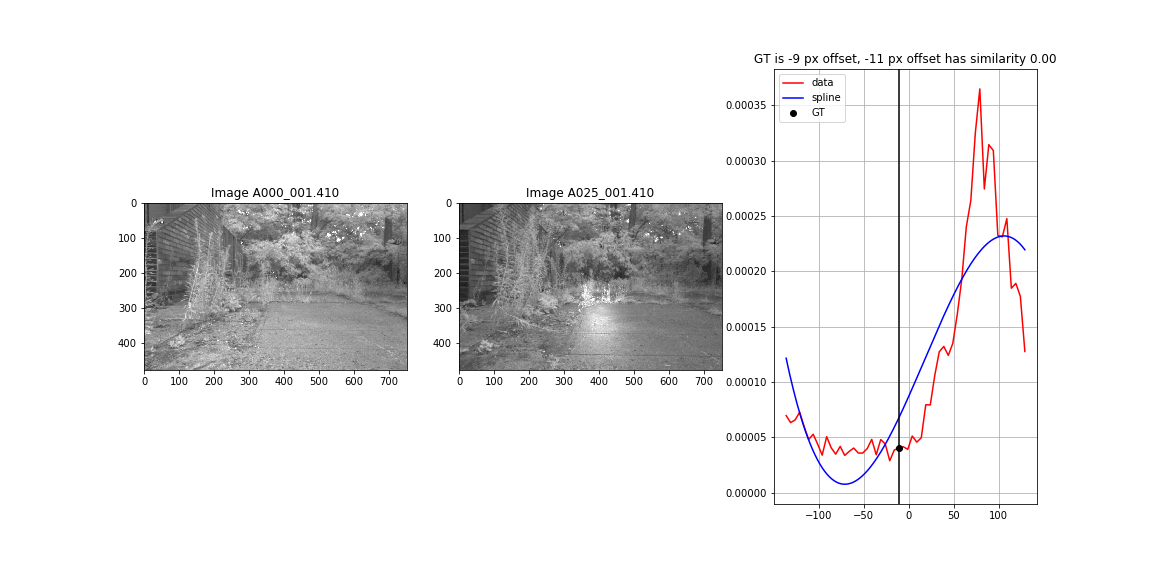 GT is -9 px offset, -11 px offset has similarity 0.00
data
spline
GT
0.00035
0.00030
0.00025
0.00020
0.00015
0.00010
0.00005
0.00000
−100 −50 0 50 100
Image A000_001.410
0
100
200
300
400
0 100 200 300 400 500 600 700
Image A025_001.410
0
100
200
300
400
0 100 200 300 400 500 600 700